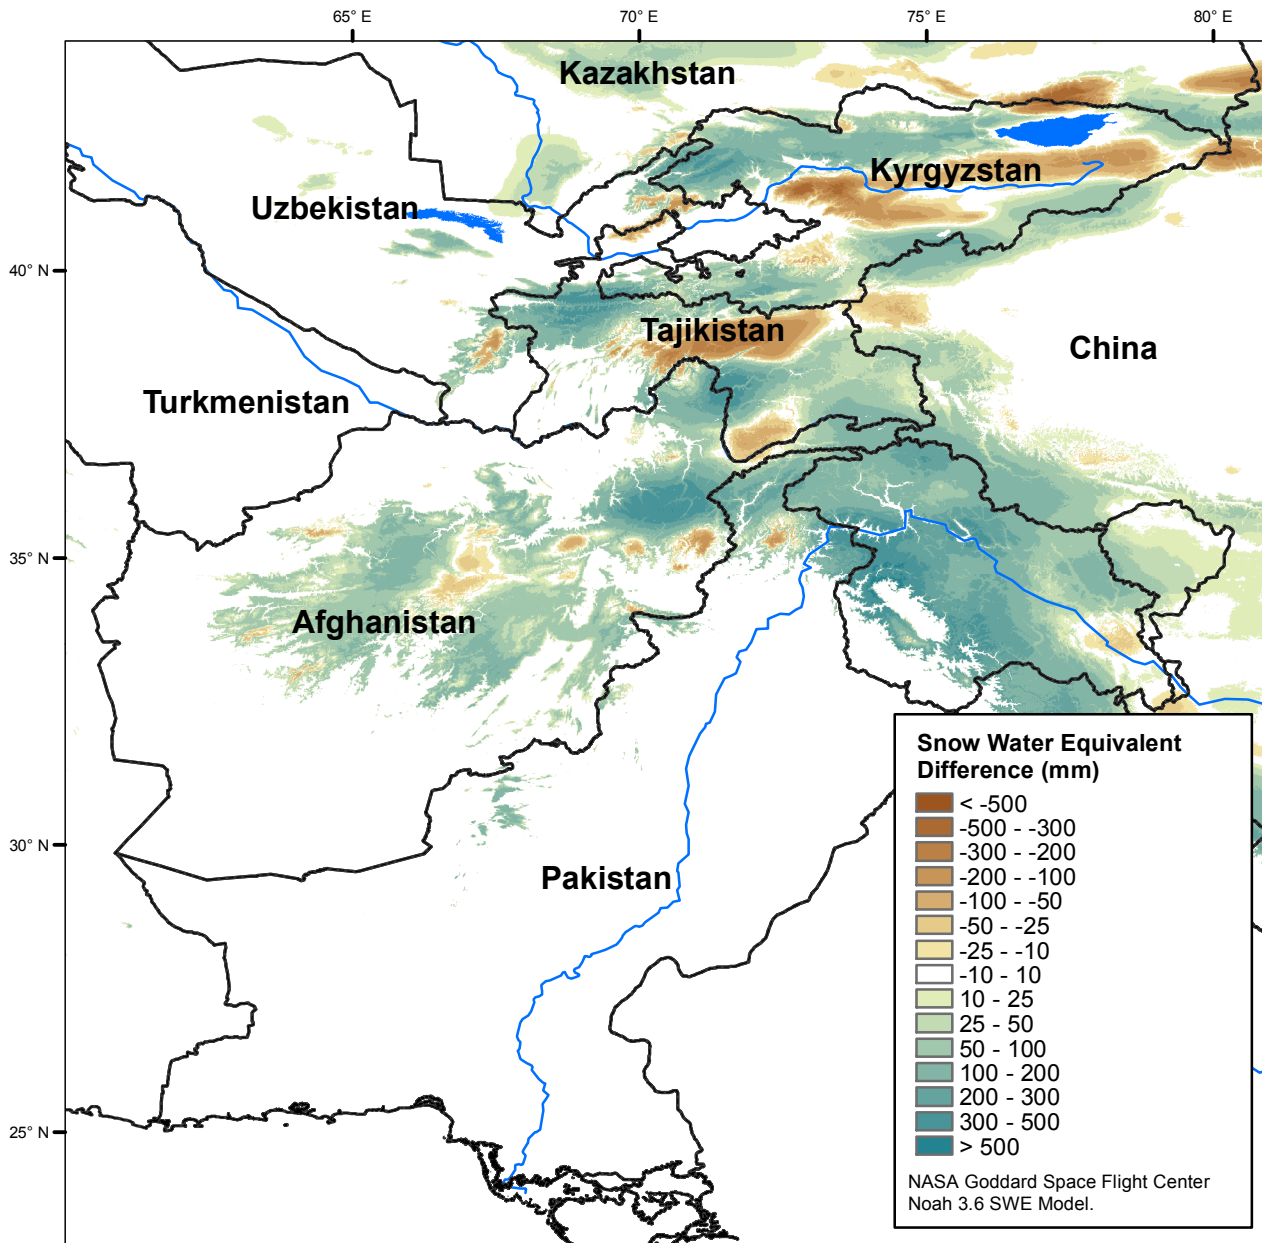 65° E
70° E
75° E
80° E
Kazakhstan
Kyrgyzstan
Uzbekistan
40° N
Tajikistan
China
Turkmenistan
35° N
Afghanistan
Snow Water Equivalent
Difference (mm)
< -500
-500 - -300
-300 - -200
-200 - -100
-100 - -50
-50 - -25
-25 - -10
-10 - 10
10 - 25
25 - 50
50 - 100
100 - 200
200 - 300
300 - 500
> 500
NASA Goddard Space Flight Center
Noah 3.6 SWE Model.
30° N
Pakistan
25° N